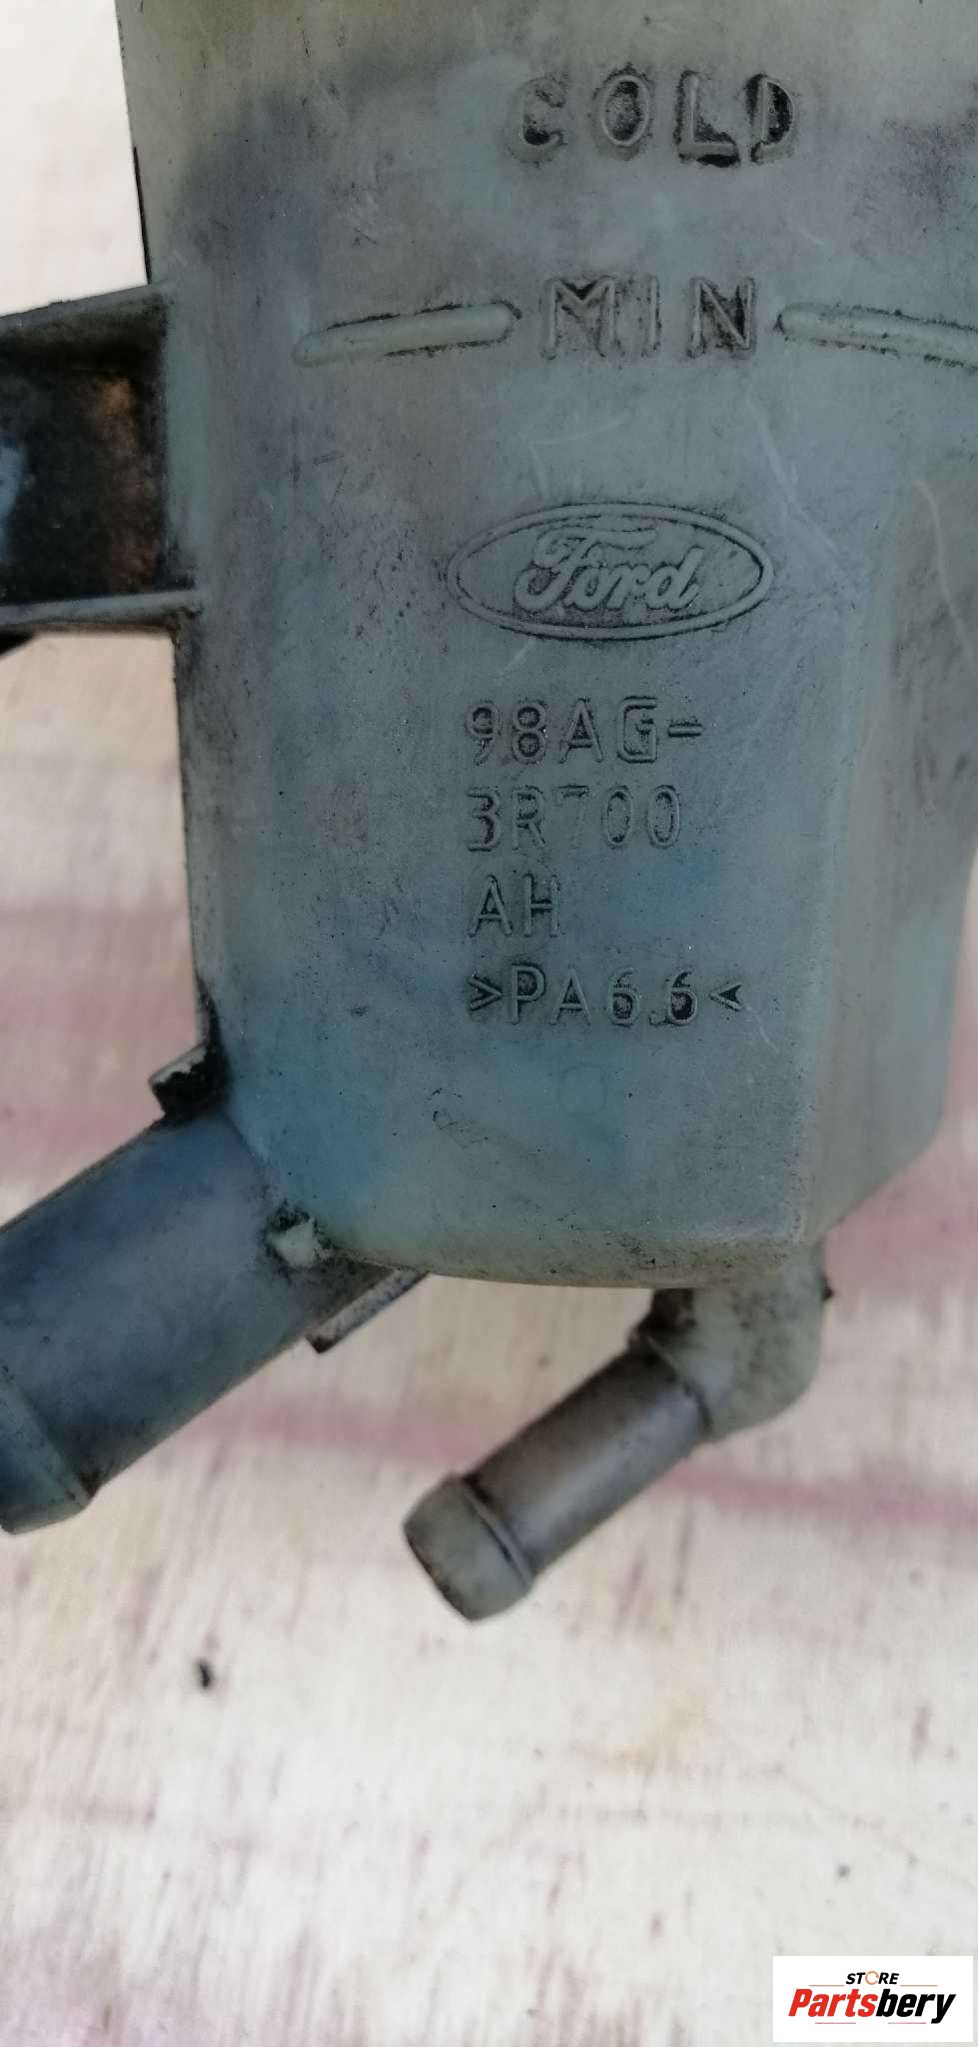 COLD
MIN
Ford
98AG-
3R700
AH
>PA6.6<
STORE
Partsbery